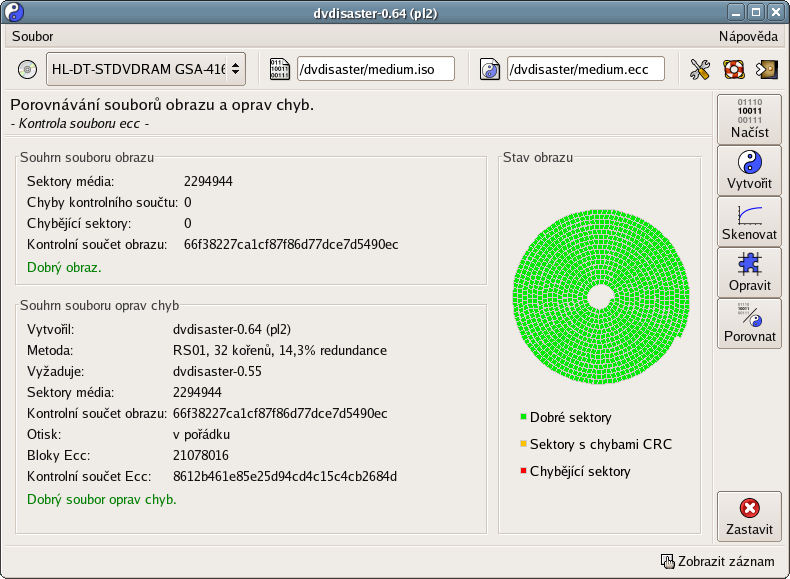 dvdisaster-0.64 (pl2)
Soubor Nápověda
HL-DT-STDVDRAM GSA-416 /dvdisaster/medium.iso /dvdisaster/medium.ecc
Porovnávání souborů obrazu a oprav chyb.
- Kontrola souboru ecc -
Souhrn souboru obrazu
Sektory média: 2294944
Chyby kontrolního součtu: 0
Chybějící sektory: 0
Kontrolní součet obrazu: 66f38227ca1cf87f86d77dce7d5490ec
Dobrý obraz.
Souhrn souboru oprav chyb
Vytvořil: dvdisaster-0.64 (pl2)
Metoda: RS01, 32 kořenů, 14,3% redundance
Vyžaduje: dvdisaster-0.55
Sektory média: 2294944
Kontrolní součet obrazu: 66f38227ca1cf87f86d77dce7d5490ec
Otisk: v pořádku
Bloky Ecc: 21078016
Kontrolní součet Ecc: 8612b461e85e25d94cd4c15c4cb2684d
Dobrý soubor oprav chyb.
Stav obrazu
Dobré sektory
Sektory s chybami CRC
Chybějící sektory
01110
10011
00111
Načíst
Vytvořit
Skenovat
Opravit
Porovnat
Zastavit
Zobrazit záznam